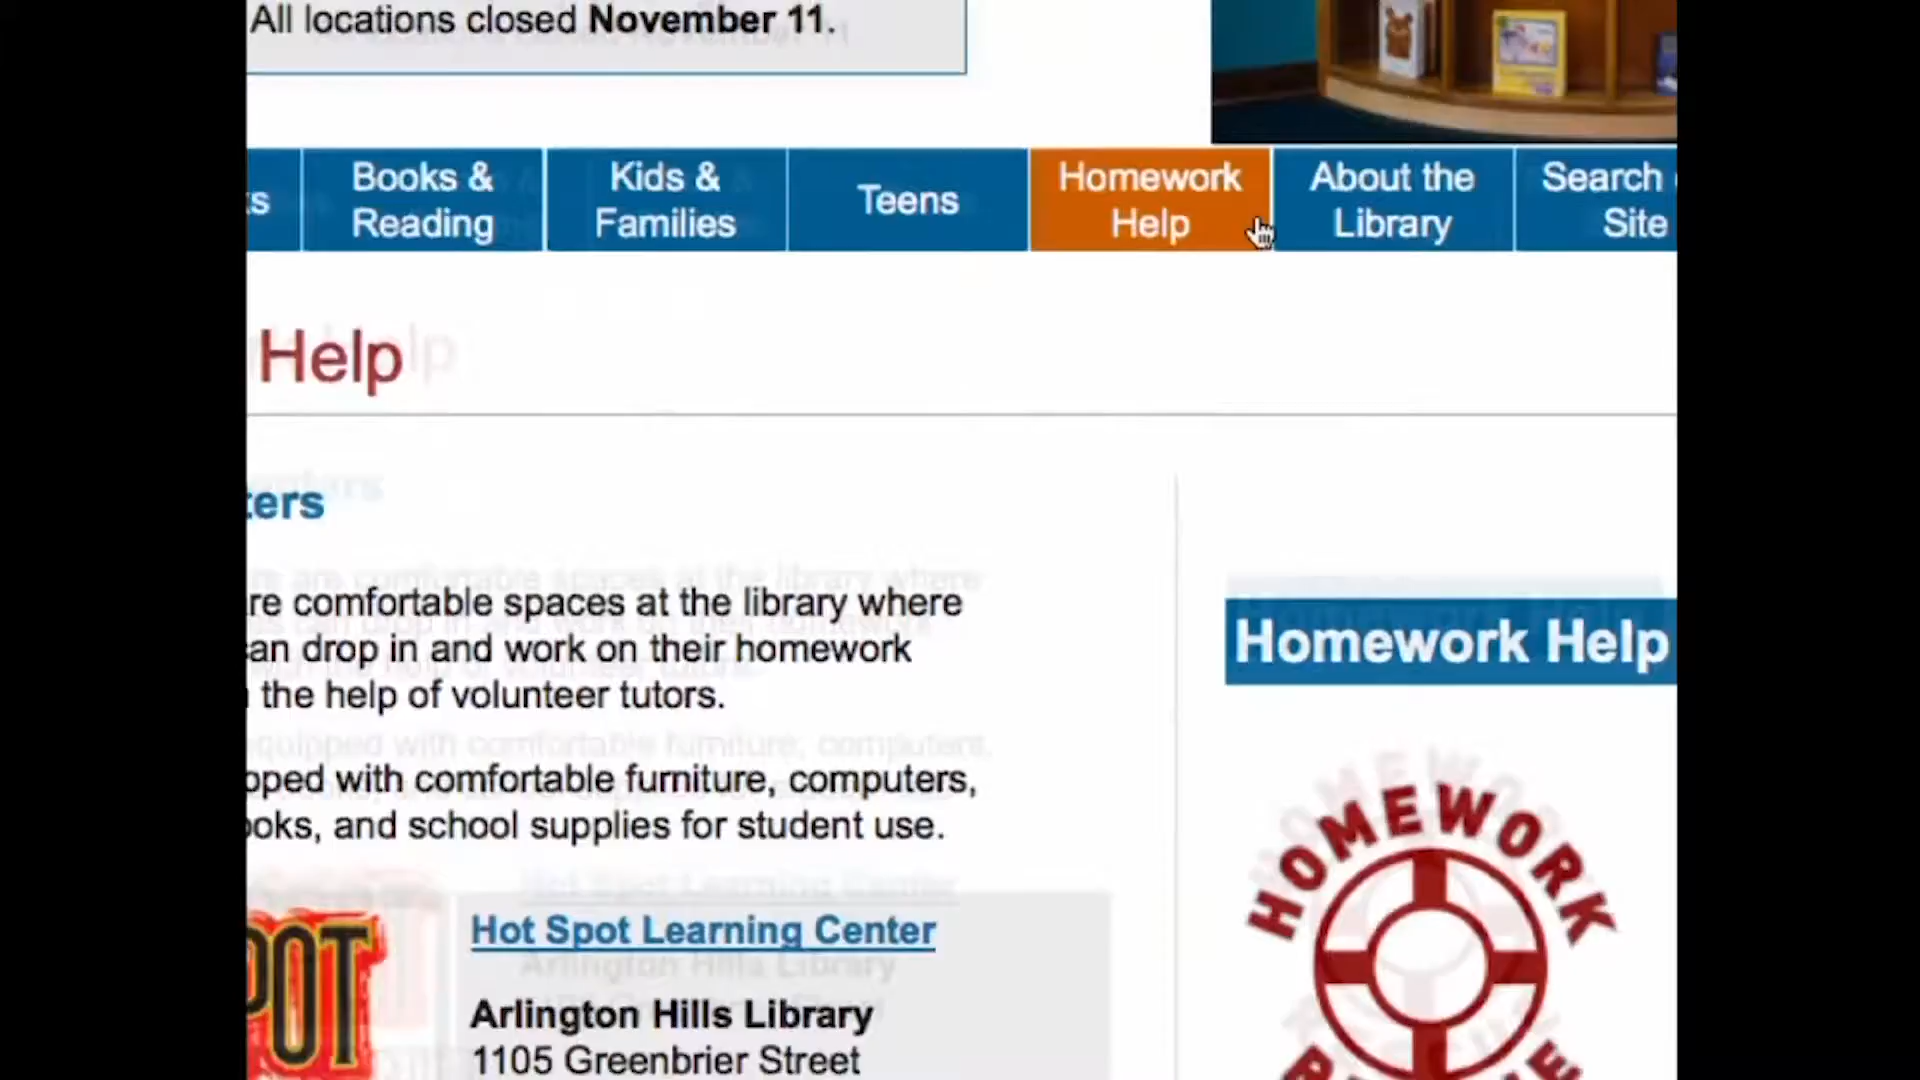 All locations closed November 11.
Books &
Reading
Kids &
Families
Teens
Homework
Help
About the
Library
Search
Site
Help
re comfortable spaces at the library where
can drop in and work on their homework
the help of volunteer tutors.
pped with comfortable furniture, computers,
ooks, and school supplies for student use.
Hot Spot Learning Center
Arlington Hills Library
1105 Greenbrier Street
POT
Homework Help
HOMEWORK